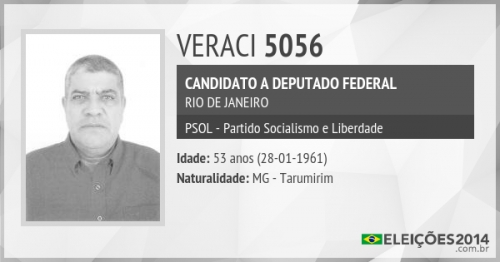 VERACI 5056
CANDIDATO A DEPUTADO FEDERAL
RIO DE JANEIRO
PSOL - Partido Socialismo e Liberdade
Idade: 53 anos (28-01-1961)
Naturalidade: MG - Tarumirim
ELEIÇÕES2014
.com.br